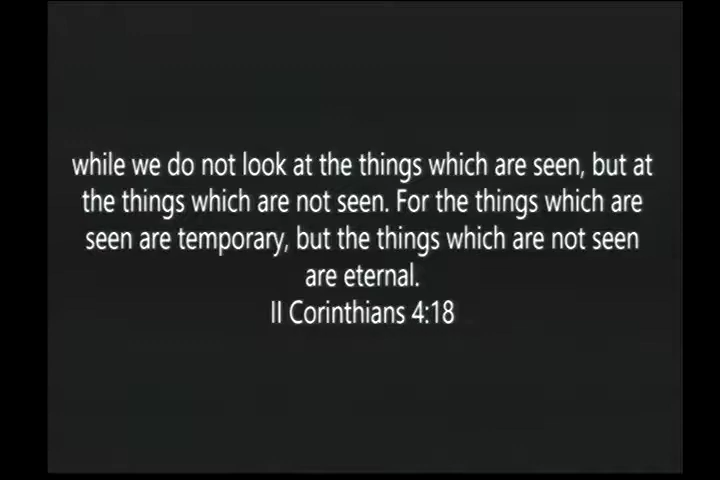 while we do not look at the things which are seen, but at
the things which are not seen. For the things which are
seen are temporary, but the things which are not seen
are eternal.
II Corinthians 4:18